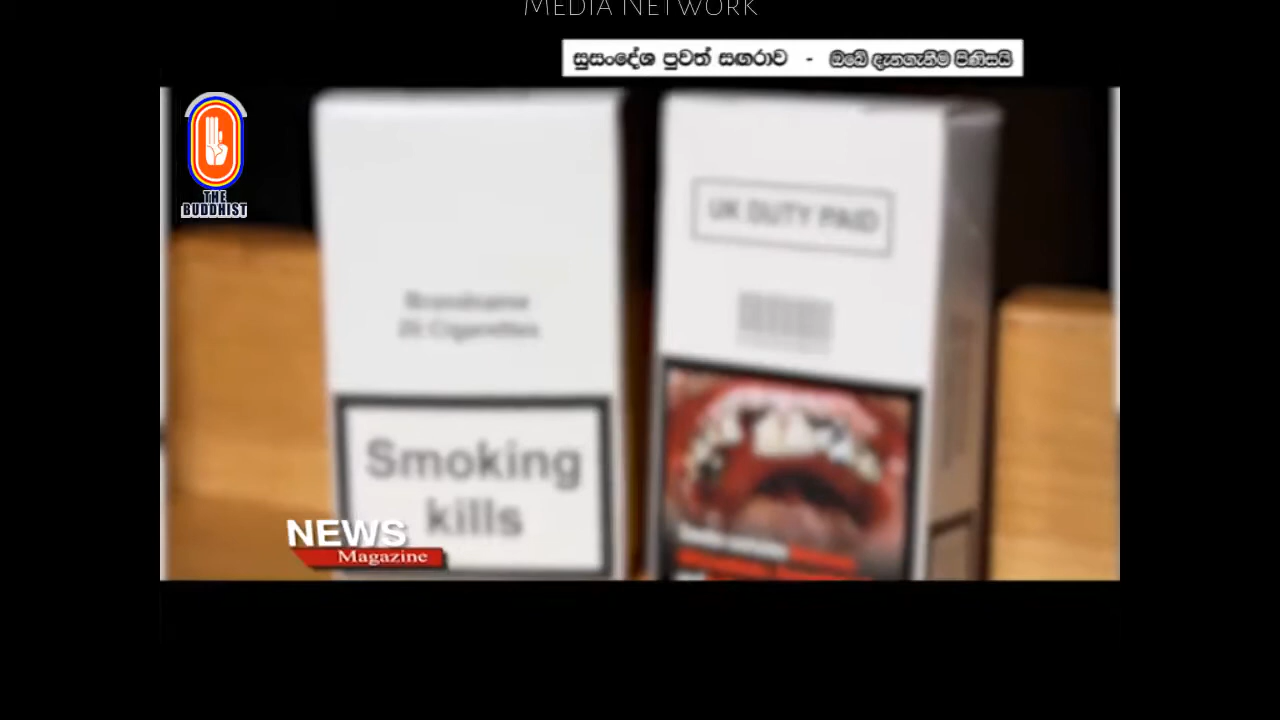 MEDIA NETWORK
සුසංදේශ පුවත් සඟරාව - ඔබේ දැනගැනීම පිණිසයි
THE
BUDDHIST
UK DUTY PAID
Brandname
20 Cigarettes
Smoking
kills
NEWS
Magazine